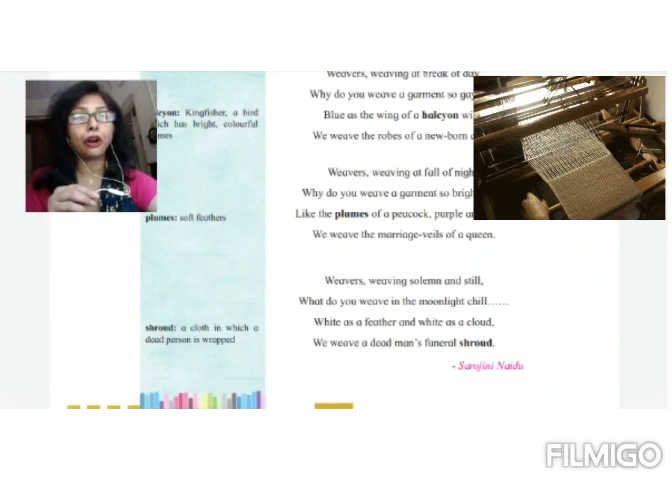 Kingfisher, a bird
has bright, colourful
plumes: soft feathers
shroud: a cloth in which a
dead person is wrapped
Weavers, weaving at break of day
Why do you weave a garment so gay
Blue as the wing of a halcyon
We weave the robes of a new-born
Weavers, weaving at fall of
Why do you weave a garment so
Like the plumes of a peacock, purple
We weave the marriage-veils of a queen.
Weavers, weaving solemn and still,
What do you weave in the moonlight chill......
White as a feather and white as a cloud,
We weave a dead man's funeral shroud.
- Sarojini Naidu
FILMIGO